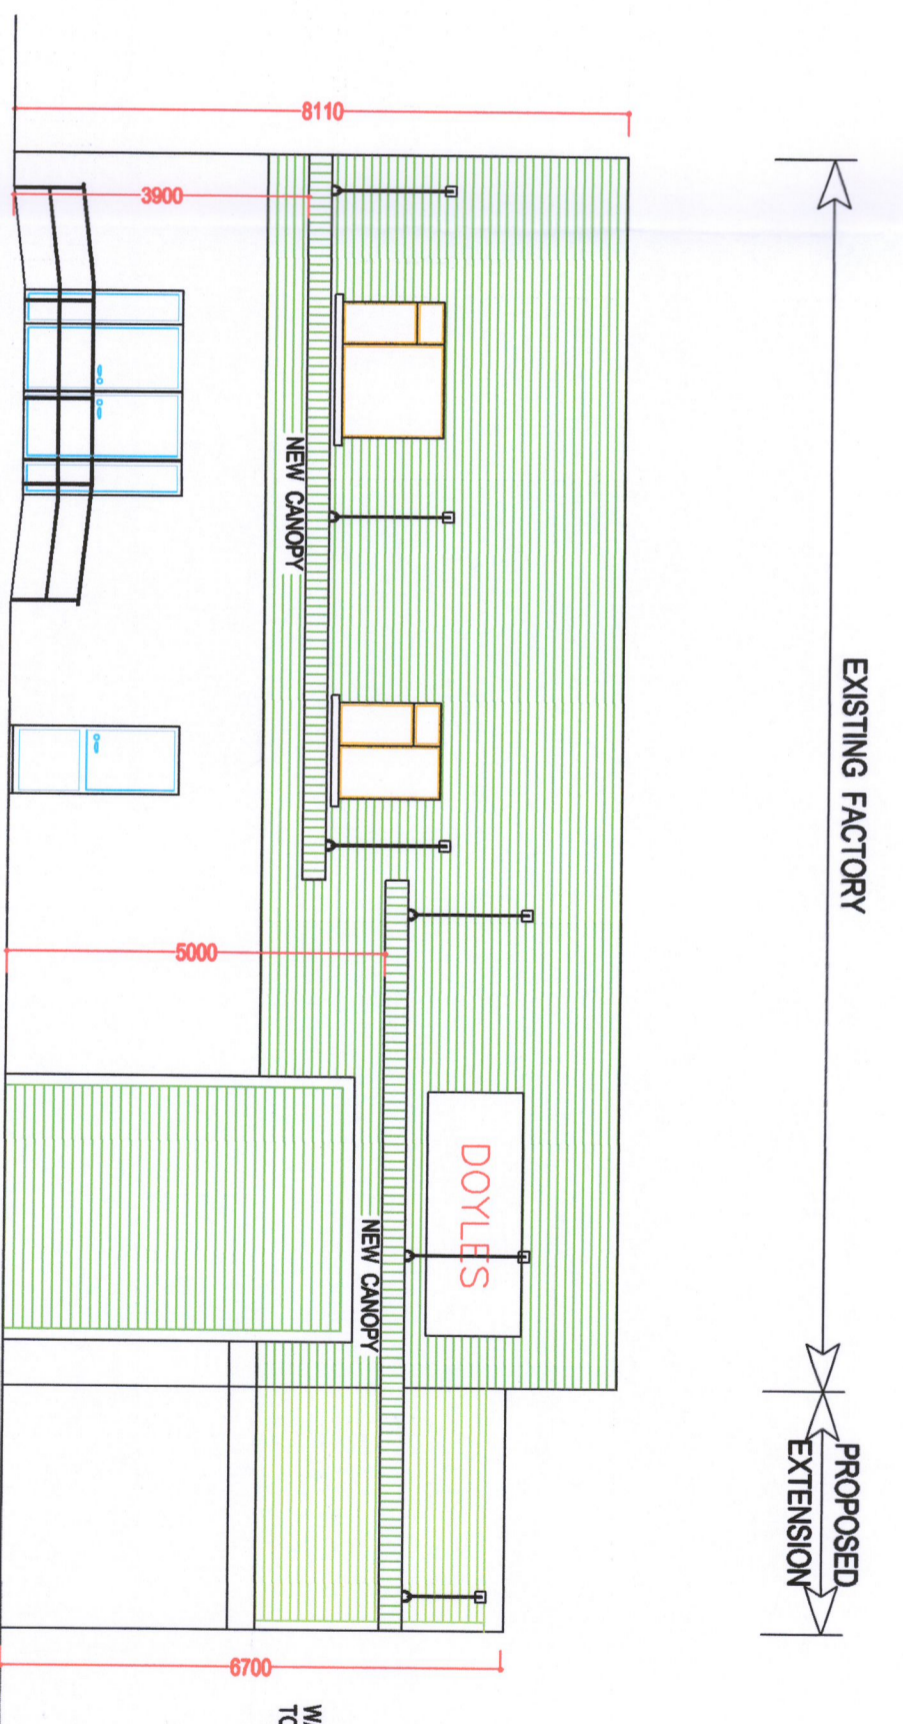 EXISTING FACTORY
PROPOSED
EXTENSION
8110
3900
NEW CANOPY
5000
DOYLES
NEW CANOPY
6700